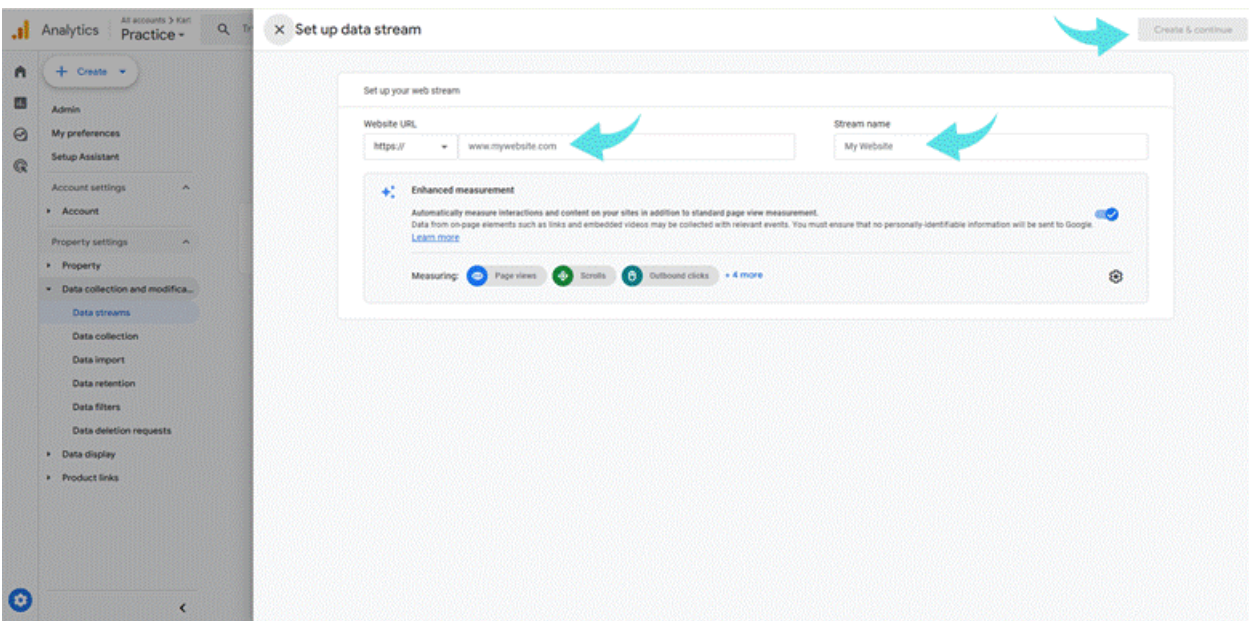 Analytics
All accounts > Karl
Practice
Set up data stream
Create & continue
Create
Admin
My preferences
Setup Assistant
Account settings
Account
Property settings
Property
Data collection and modifica...
Data streams
Data collection
Data import
Data retention
Data filters
Data deletion requests
Data display
Product links
Set up your web stream
Website URL
Stream name
https://
www.mywebsite.com
My Website
Enhanced measurement
Automatically measure interactions and content on your sites in addition to standard page view measurement.
Data from on-page elements such as links and embedded videos may be collected with relevant events. You must ensure that no personally-identifiable information will be sent to Google.
Learn more
Measuring: Page views Scrolls Outbound clicks + 4 more